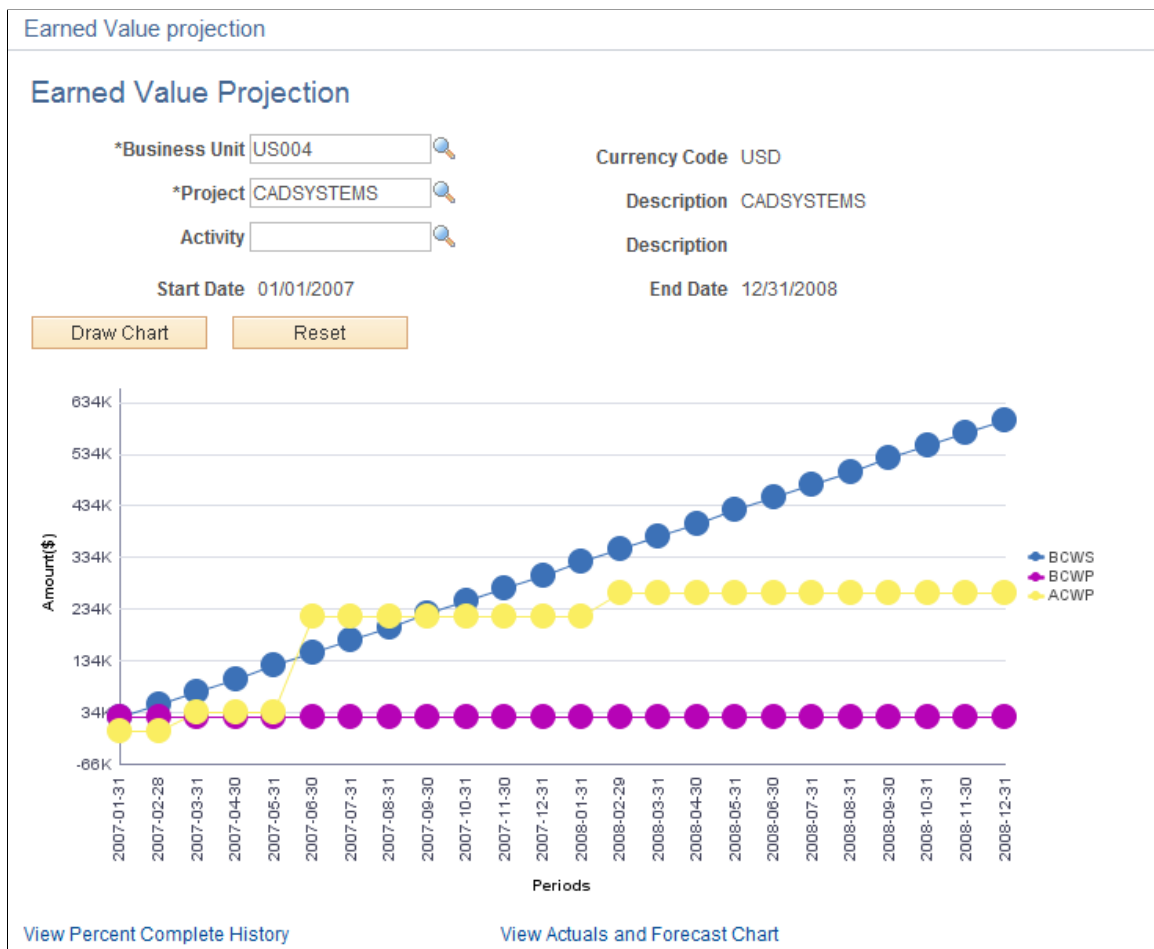 Earned Value projection
Earned Value Projection
*Business Unit US004
Currency Code USD
*Project CADSYSTEMS
Description CADSYSTEMS
Activity
Description
Start Date 01/01/2007
End Date 12/31/2008
Draw Chart Reset
634K
534K
434K
334K
234K
134K
34K
-66K
Amount($)
BCWS
BCWP
ACWP
2007-01-31
2007-02-28
2007-03-31
2007-04-30
2007-05-31
2007-06-30
2007-07-31
2007-08-31
2007-09-30
2007-10-31
2007-11-30
2007-12-31
2008-01-31
2008-02-29
2008-03-31
2008-04-30
2008-05-31
2008-06-30
2008-07-31
2008-08-31
2008-09-30
2008-10-31
2008-11-30
2008-12-31
Periods
View Percent Complete History
View Actuals and Forecast Chart